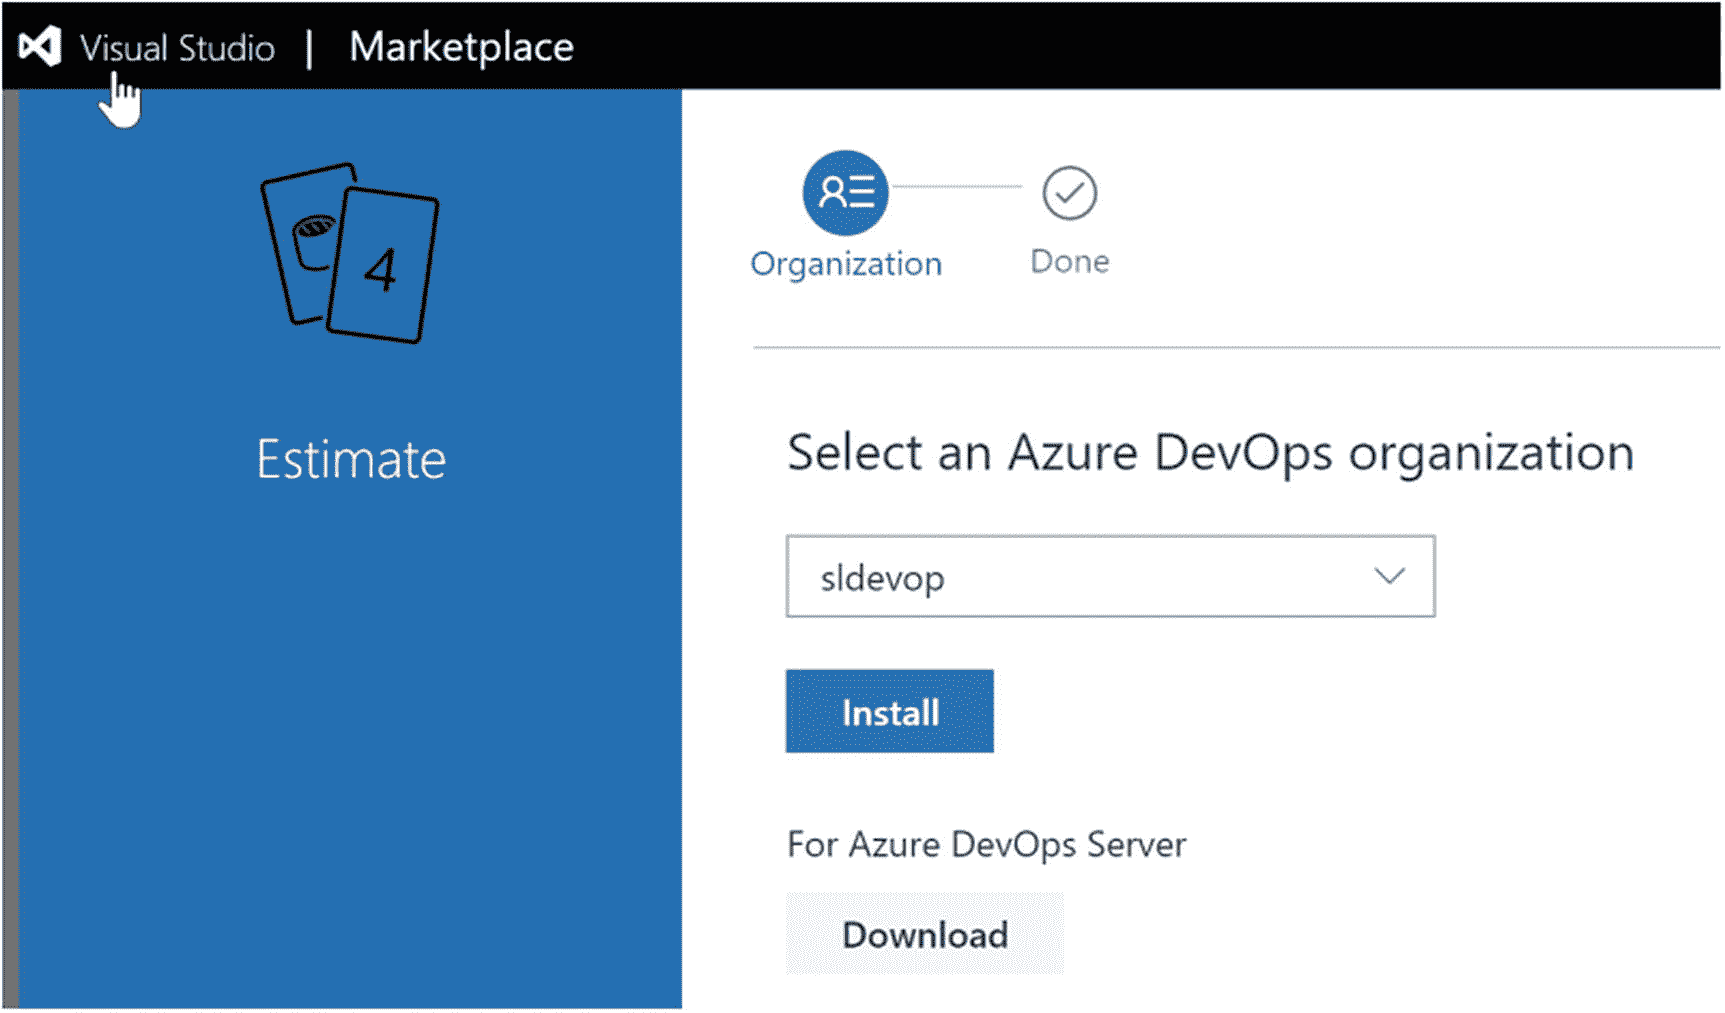 Visual Studio | Marketplace
4
Estimate
Organization
Done
Select an Azure DevOps organization
sldevop
Install
For Azure DevOps Server
Download